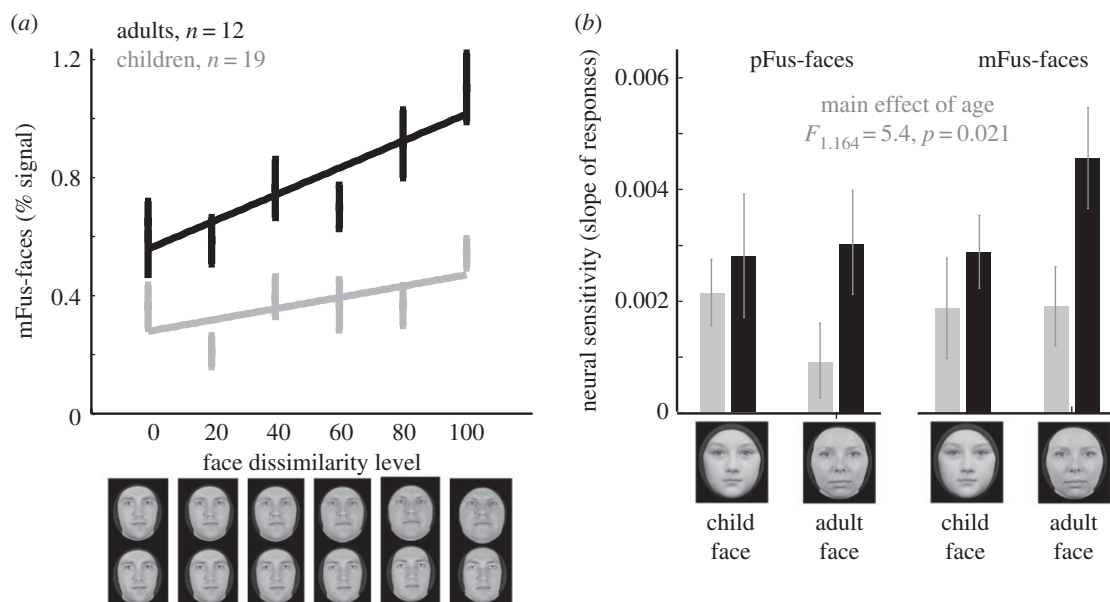 (a)
adults, n = 12
children, n = 19
1.2
0.8
0.4
0
mFus-faces (% signal)
0 20 40 60 80 100
face dissimilarity level
(b)
pFus-faces mFus-faces
main effect of age
F1.164 = 5.4, p = 0.021
0.006
0.004
0.002
0
neural sensitivity (slope of responses)
child adult child adult
face face face face